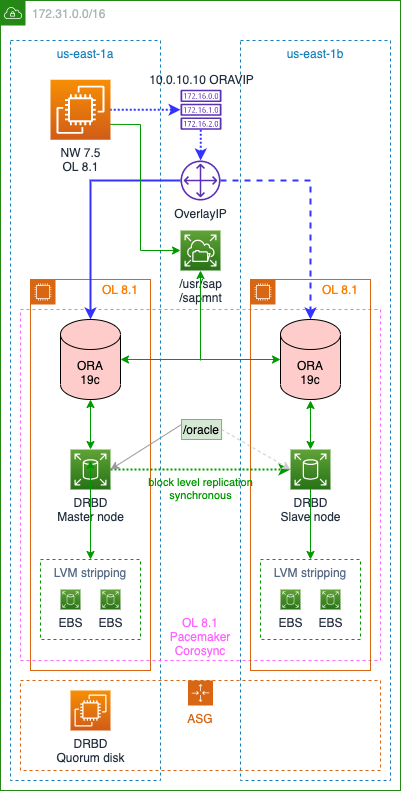 172.31.0.0/16
us-east-1a
us-east-1b
10.0.10.10 ORAVIP
172.16.0.0
172.16.1.0
172.16.2.0
NW 7.5
OL 8.1
OverlayIP
/usr/sap
/sapmnt
OL 8.1
OL 8.1
ORA
19c
ORA
19c
/oracle
DRBD
Master node
block level replication
synchronous
DRBD
Slave node
LVM stripping
EBS
EBS
LVM stripping
EBS
EBS
OL 8.1
Pacemaker
Corosync
DRBD
Quorum disk
ASG